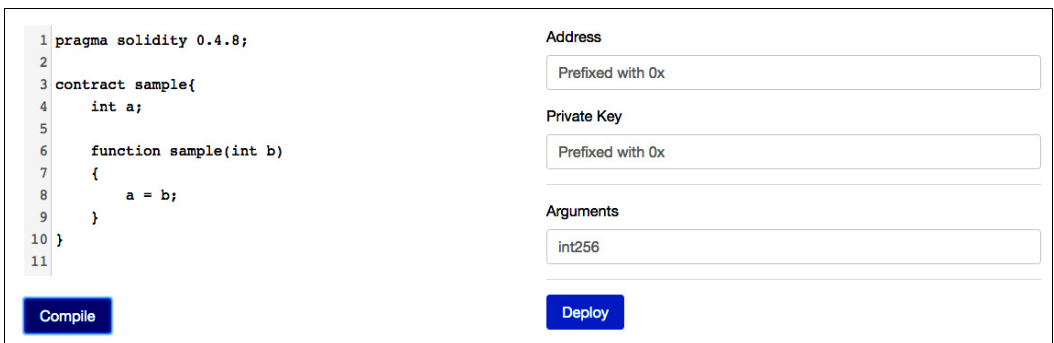 1 pragma solidity 0.4.8;
2
3 contract sample{
4     int a;
5
6     function sample(int b)
7     {
8         a = b;
9     }
10 }
11
Compile
Address
Prefixed with 0x
Private Key
Prefixed with 0x
Arguments
int256
Deploy